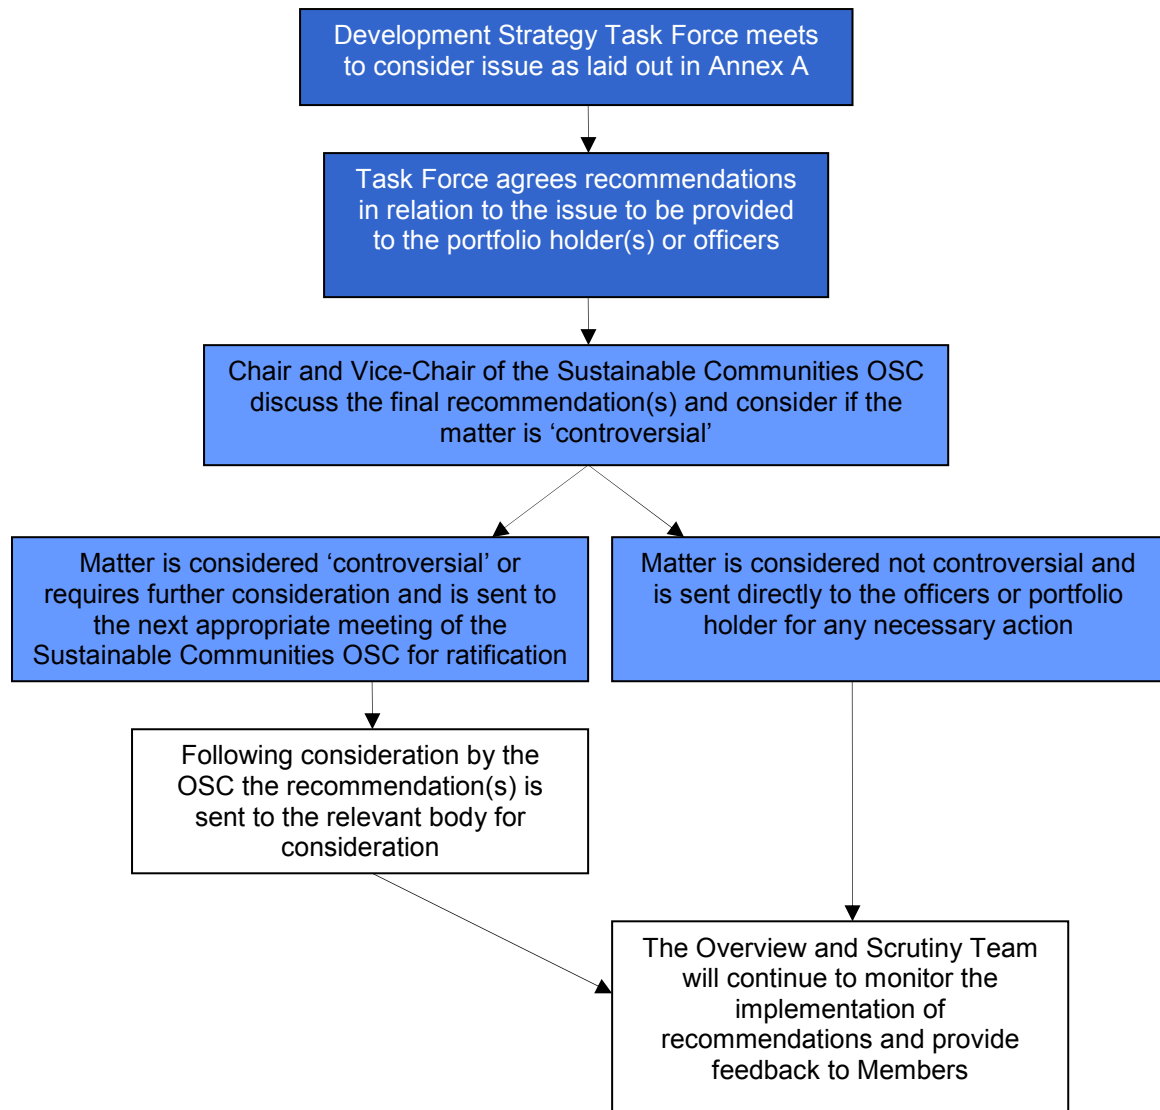 Development Strategy Task Force meets
to consider issue as laid out in Annex A
Task Force agrees recommendations
in relation to the issue to be provided
to the portfolio holder(s) or officers
Chair and Vice-Chair of the Sustainable Communities OSC
discuss the final recommendation(s) and consider if the
matter is ‘controversial’
Matter is considered ‘controversial’ or
requires further consideration and is sent to
the next appropriate meeting of the
Sustainable Communities OSC for ratification
Matter is considered not controversial and
is sent directly to the officers or portfolio
holder for any necessary action
Following consideration by the
OSC the recommendation(s) is
sent to the relevant body for
consideration
The Overview and Scrutiny Team
will continue to monitor the
implementation of
recommendations and provide
feedback to Members